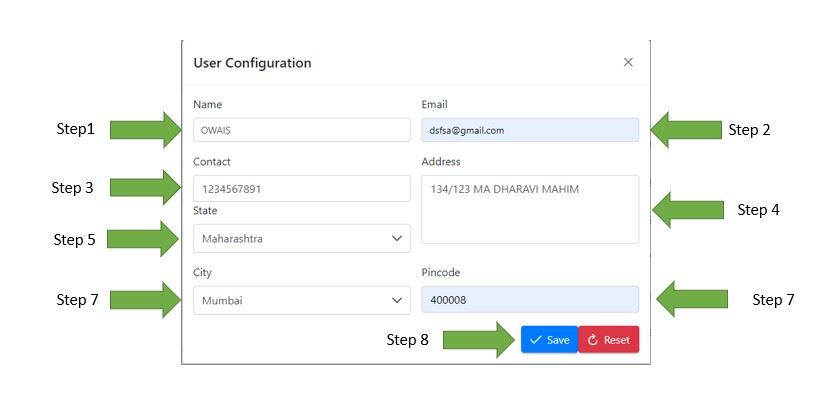 User Configuration
Name
Email
Step1
OWAIS
dsfsa@gmail.com
Step 2
Contact
Address
Step 3
1234567891
134/123 MA DHARAVI MAHIM
Step 4
State
Step 5
Maharashtra
City
Pincode
Step 7
Mumbai
400008
Step 7
Step 8
Save
Reset